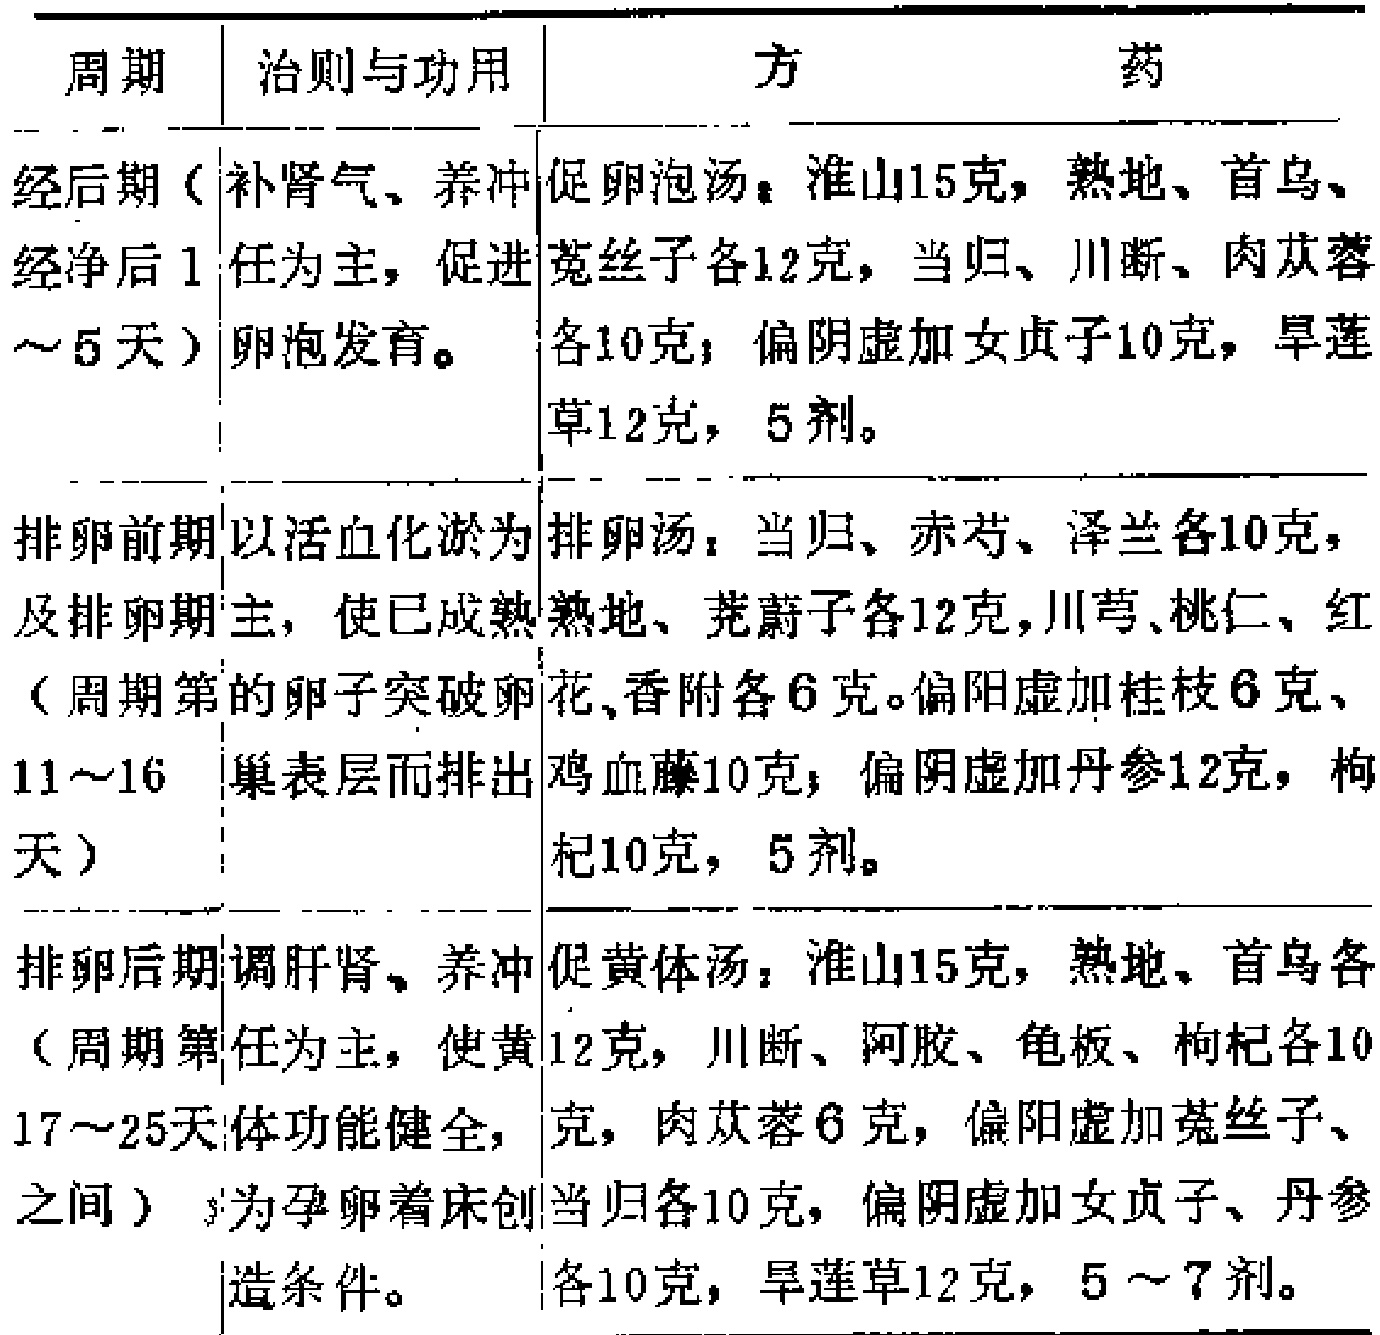 周期 治则与功用 方 药
经后期（ 补肾气、养冲 促卵泡汤：淮山15克，熟地、首乌、
经净后1 任为主，促进 菟丝子各12克，当归、川断、肉苁蓉
～5天） 卵泡发育。 各10克；偏阴虚加女贞子10克，旱莲
草12克，5剂。
排卵前期 以活血化淤为 排卵汤：当归、赤芍、泽兰各10克，
及排卵期 主，使已成熟 熟地、茺蔚子各12克，川芎、桃仁、红
（周期第 的卵子突破卵 花、香附各6克。偏阳虚加桂枝6克、
11～16 巢表层而排出 鸡血藤10克；偏阴虚加丹参12克，枸
天） 杞10克，5剂。
排卵后期 调肝肾、养冲 促黄体汤：淮山15克，熟地、首乌各
（周期第 任为主，使黄 12克，川断、阿胶、龟板、枸杞各10
17～25天 体功能健全， 克，肉苁蓉6克，偏阳虚加菟丝子、
之间） 为孕卵着床创 当归各10克，偏阴虚加女贞子、丹参
造条件。 各10克，旱莲草12克，5～7剂。